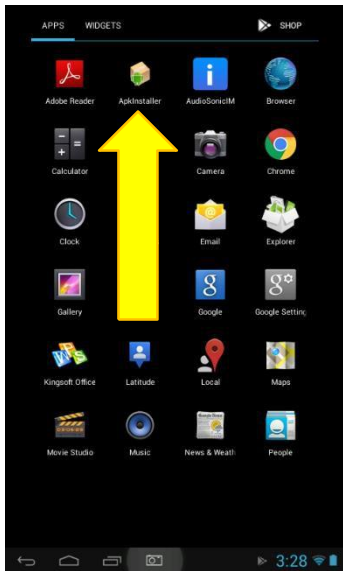 APPS WIDGETS SHOP
Adobe Reader ApkInstaller AudioSonicIM Browser
Calculator Camera Chrome
Clock Email Explorer
Gallery Google Google Setting
Kingsoft Office Latitude Local Maps
Movie Studio Music News & Weath People
3:28